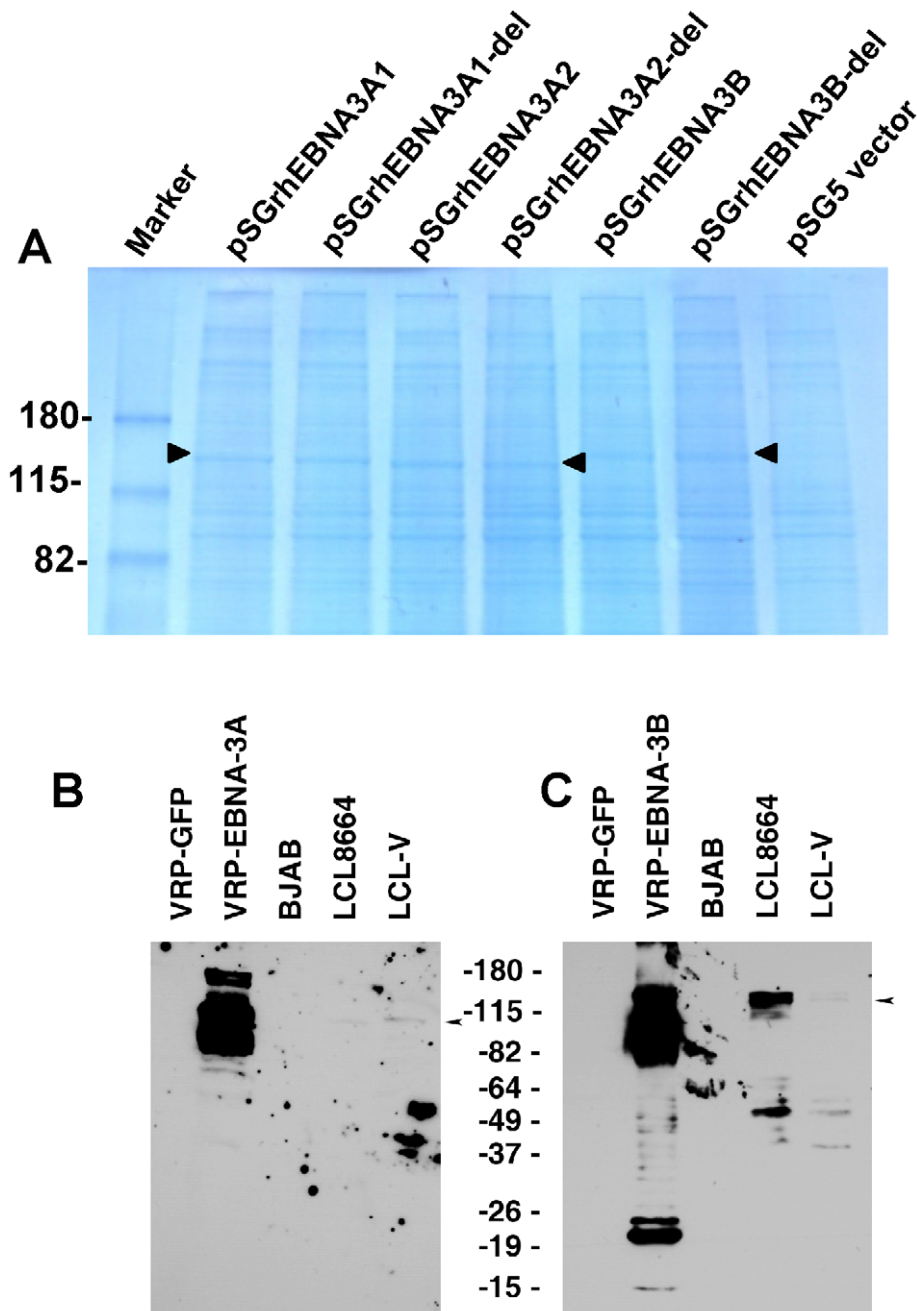 A
Marker
pSGrhEBNA3A1
pSGrhEBNA3A1-del
pSGrhEBNA3A2
pSGrhEBNA3A2-del
pSGrhEBNA3B
pSGrhEBNA3B-del
pSG5 vector
180-
115-
82-
B
VRP-GFP
VRP-EBNA-3A
BJAB
LCL8664
LCL-V
C
VRP-GFP
VRP-EBNA-3B
BJAB
LCL8664
LCL-V
-180 -
-115 -
-82 -
-64 -
-49 -
-37 -
-26 -
-19 -
-15 -